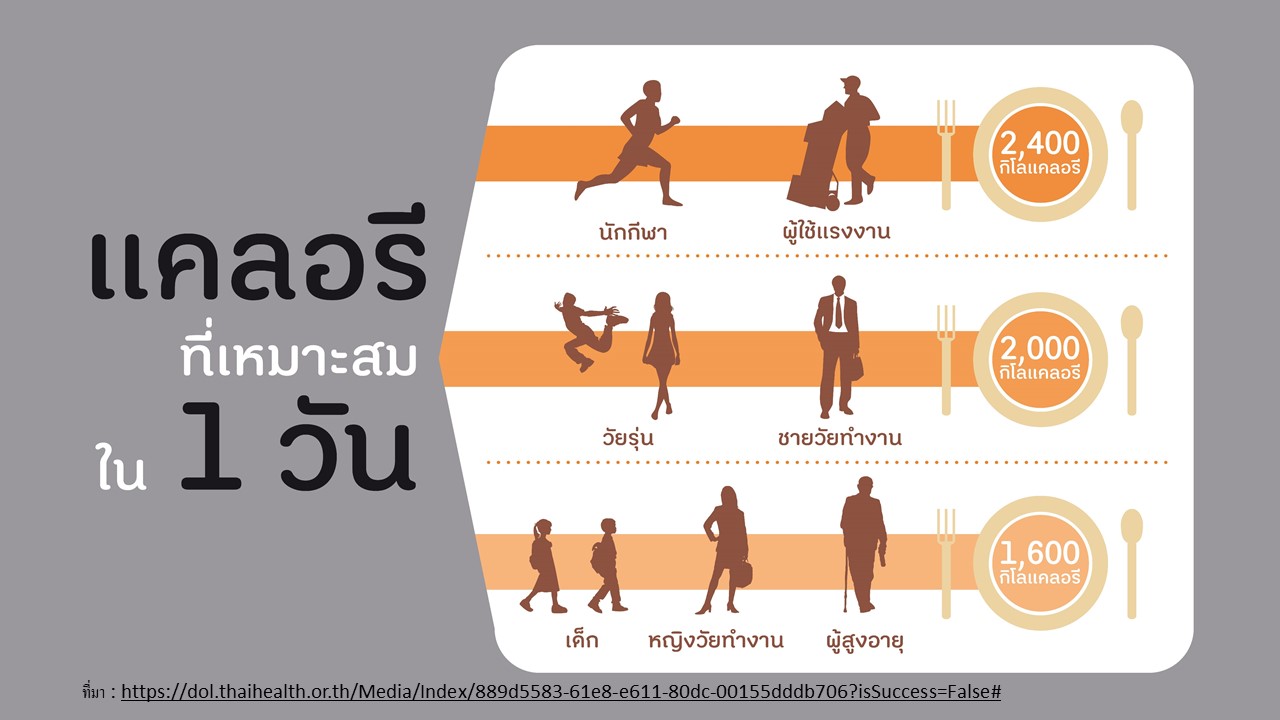 แคลอรี
ที่เหมาะสม
ใน 1 วัน
2,400
กิโลแคลอรี
นักกีฬา
ผู้ใช้แรงงาน
2,000
กิโลแคลอรี
วัยรุ่น
ชายวัยทำงาน
1,600
กิโลแคลอรี
เด็ก
หญิงวัยทำงาน
ผู้สูงอายุ
ที่มา : https://dol.thaihealth.or.th/Media/Index/889d5583-61e8-e611-80dc-00155dddb706?isSuccess=False#